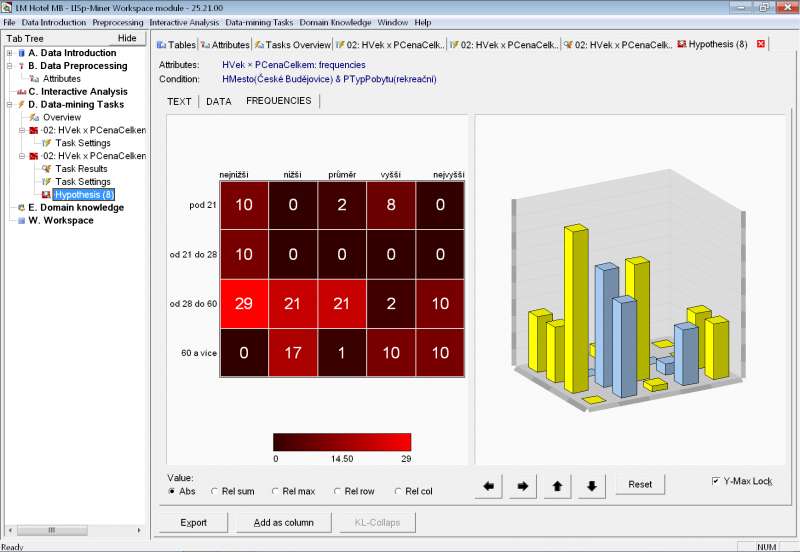 LM Hotel MB - LISp-Miner Workspace module - 25.21.00
File Data Introduction Preprocessing Interactive Analysis Data-mining Tasks Domain Knowledge Window Help
Tab Tree Hide
A. Data Introduction
B. Data Preprocessing
Attributes
C. Interactive Analysis
D. Data-mining Tasks
Overview
02: HVek x PCenaCelkem
Task Settings
02: HVek x PCenaCelkem
Task Results
Task Settings
Hypothesis (8)
E. Domain knowledge
W. Workspace
Tables Attributes Tasks Overview 02: HVek x PCenaCelk.. 02: HVek x PCenaCelk.. 02: HVek x PCenaCelk.. Hypothesis (8)
Attributes: HVek × PCenaCelkem: frequencies
Condition: HMesto(České Budějovice) & PTypPobytu(rekreační)
TEXT DATA FREQUENCIES
nejnižší nižší průměr vyšší nejvyšší
pod 21 10 0 2 8 0
od 21 do 28 10 0 0 0 0
od 28 do 60 29 21 21 2 10
60 a vice 0 17 1 10 10
0 14.50 29
Value:
Abs Rel sum Rel max Rel row Rel col
Reset
Y-Max Lock
Export Add as column KL-Collaps
Ready NUM